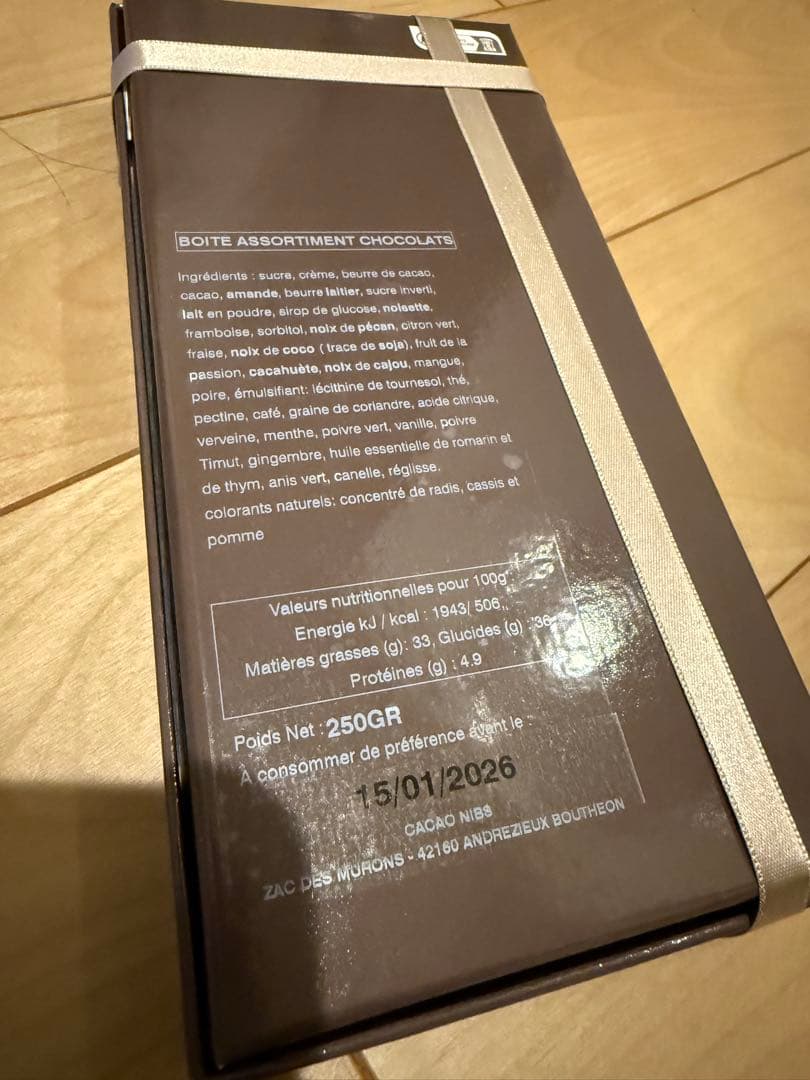 BOITE ASSORTIMENT CHOCOLATS
Ingrédients : sucre, crème, beurre de cacao,
cacao, amande, beurre laitier, sucre inverti,
lait en poudre, sirop de glucose, noisette,
framboise, sorbitol, noix de pécan, citron vert,
fraise, noix de coco ( trace de soja), fruit de la
passion, cacahuète, noix de cajou, mangue,
poire, émulsifiant: lécithine de tournesol, thé,
pectine, café, graine de coriandre, acide citrique,
verveine, menthe, poivre vert, vanille, poivre
Timut, gingembre, huile essentielle de romarin et
de thym, anis vert, canelle, réglisse.
colorants naturels: concentré de radis, cassis et
pomme
Valeurs nutritionnelles pour 100g
Energie kJ / kcal : 1943/ 506,
Matières grasses (g): 33, Glucides (g) : 36
Protéines (g) : 4.9
Poids Net : 250GR
A consommer de préférence avant le
15/01/2026
CACAO NIBS
ZAC DES MURONS - 42160 ANDREZIEUX BOUTHEON